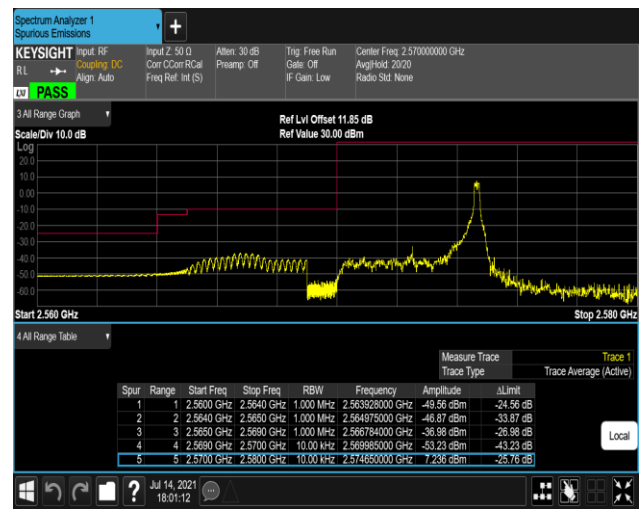 Spectrum Analyzer 1
Spurious Emissions
+
KEYSIGHT Input: RF Input Z: 50 Ω Atten: 30 dB Trig: Free Run Center Freq: 2.570000000 GHz
RL Coupling: DC Corr CCorr RCal Preamp: Off Gate: Off Avg|Hold: 20/20
Align: Auto Freq Ref: Int (S) IF Gain: Low Radio Std: None
LXI PASS
3 All Range Graph
Ref Lvl Offset 11.85 dB
Scale/Div 10.0 dB Ref Value 30.00 dBm
Log
20.0
10.0
0.00
-10.0
-20.0
-30.0
-40.0
-50.0
-60.0
Start 2.560 GHz Stop 2.580 GHz
4 All Range Table
Measure Trace Trace 1
Trace Type Trace Average (Active)
Spur Range Start Freq Stop Freq RBW Frequency Amplitude ΔLimit
1 1 2.5600 GHz 2.5640 GHz 1.000 MHz 2.563928000 GHz -49.56 dBm -24.56 dB
2 2 2.5640 GHz 2.5650 GHz 1.000 MHz 2.564975000 GHz -46.87 dBm -33.87 dB
3 3 2.5650 GHz 2.5690 GHz 1.000 MHz 2.566784000 GHz -36.98 dBm -26.98 dB
4 4 2.5690 GHz 2.5700 GHz 10.00 kHz 2.569985000 GHz -53.23 dBm -43.23 dB
5 5 2.5700 GHz 2.5800 GHz 10.00 kHz 2.574650000 GHz 7.236 dBm -25.76 dB
Local
? Jul 14, 2021
18:01:12